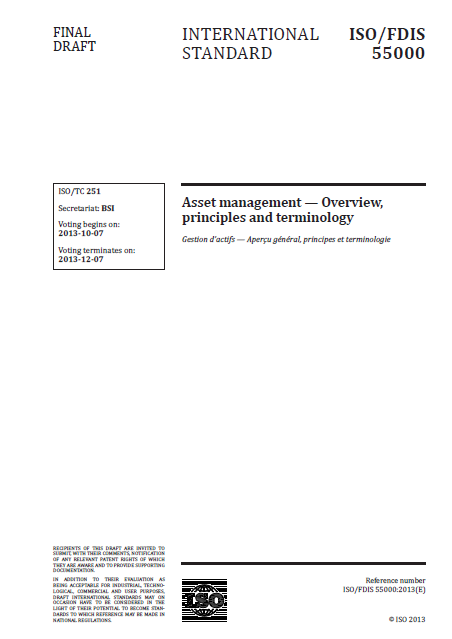 FINAL
DRAFT
INTERNATIONAL
STANDARD
ISO/FDIS
55000
ISO/TC 251
Secretariat: BSI
Voting begins on:
2013-10-07
Voting terminates on:
2013-12-07
Asset management — Overview,
principles and terminology
Gestion d'actifs — Aperçu général, principes et terminologie
RECIPIENTS OF THIS DRAFT ARE INVITED TO
SUBMIT, WITH THEIR COMMENTS, NOTIFICATION
OF ANY RELEVANT PATENT RIGHTS OF WHICH
THEY ARE AWARE AND TO PROVIDE SUPPORTING
DOCUMENTATION.
IN ADDITION TO THEIR EVALUATION AS
BEING ACCEPTABLE FOR INDUSTRIAL, TECHNO-
LOGICAL, COMMERCIAL AND USER PURPOSES,
DRAFT INTERNATIONAL STANDARDS MAY ON
OCCASION HAVE TO BE CONSIDERED IN THE
LIGHT OF THEIR POTENTIAL TO BECOME STAN-
DARDS TO WHICH REFERENCE MAY BE MADE IN
NATIONAL REGULATIONS.
ISO
Reference number
ISO/FDIS 55000:2013(E)
© ISO 2013